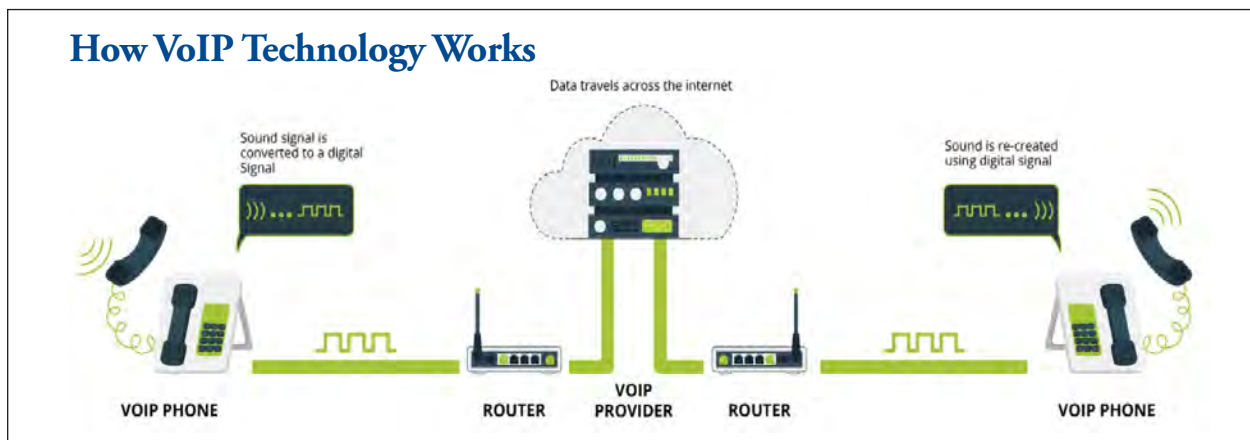 How VoIP Technology Works
Data travels across the internet
Sound signal is
converted to a digital
Signal
Sound is re-created
using digital signal
VOIP PHONE
ROUTER
VOIP
PROVIDER
ROUTER
VOIP PHONE